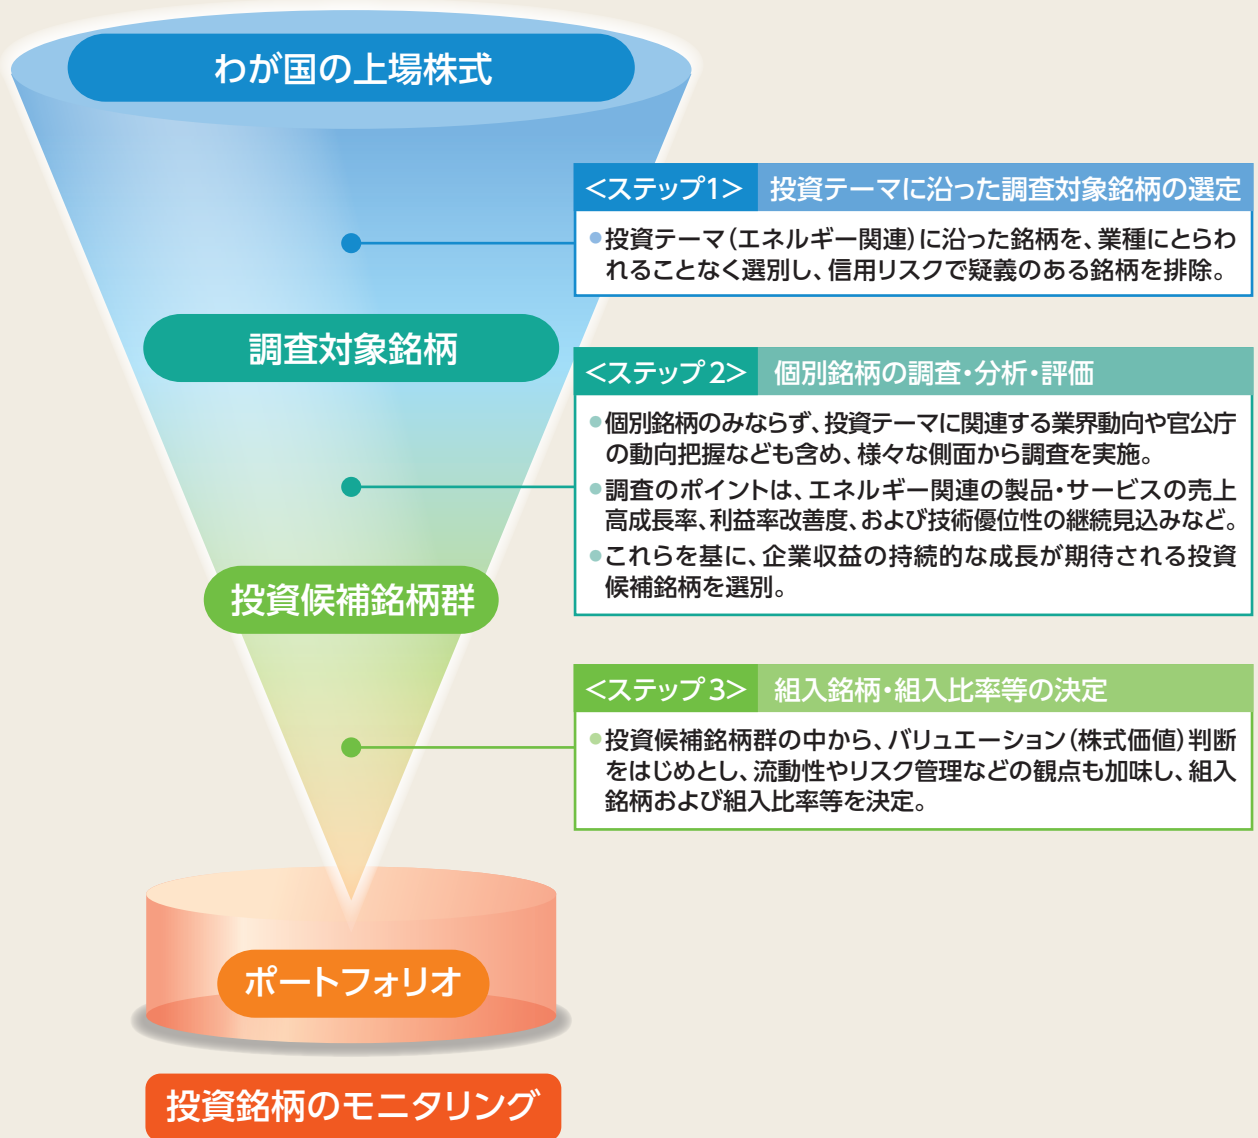 わが国の上場株式
<ステップ1> 投資テーマに沿った調査対象銘柄の選定
●投資テーマ(エネルギー関連)に沿った銘柄を、業種にとらわ
れることなく選別し、信用リスクで疑義のある銘柄を排除。
調査対象銘柄
<ステップ2> 個別銘柄の調査・分析・評価
●個別銘柄のみならず、投資テーマに関連する業界動向や官公庁
の動向把握なども含め、様々な側面から調査を実施。
●調査のポイントは、エネルギー関連の製品・サービスの売上
高成長率、利益率改善度、および技術優位性の継続見込みなど。
●これらを基に、企業収益の持続的な成長が期待される投資
候補銘柄を選別。
投資候補銘柄群
<ステップ3> 組入銘柄・組入比率等の決定
●投資候補銘柄群の中から、バリュエーション(株式価値)判断
をはじめとし、流動性やリスク管理などの観点も加味し、組入
銘柄および組入比率等を決定。
ポートフォリオ
投資銘柄のモニタリング